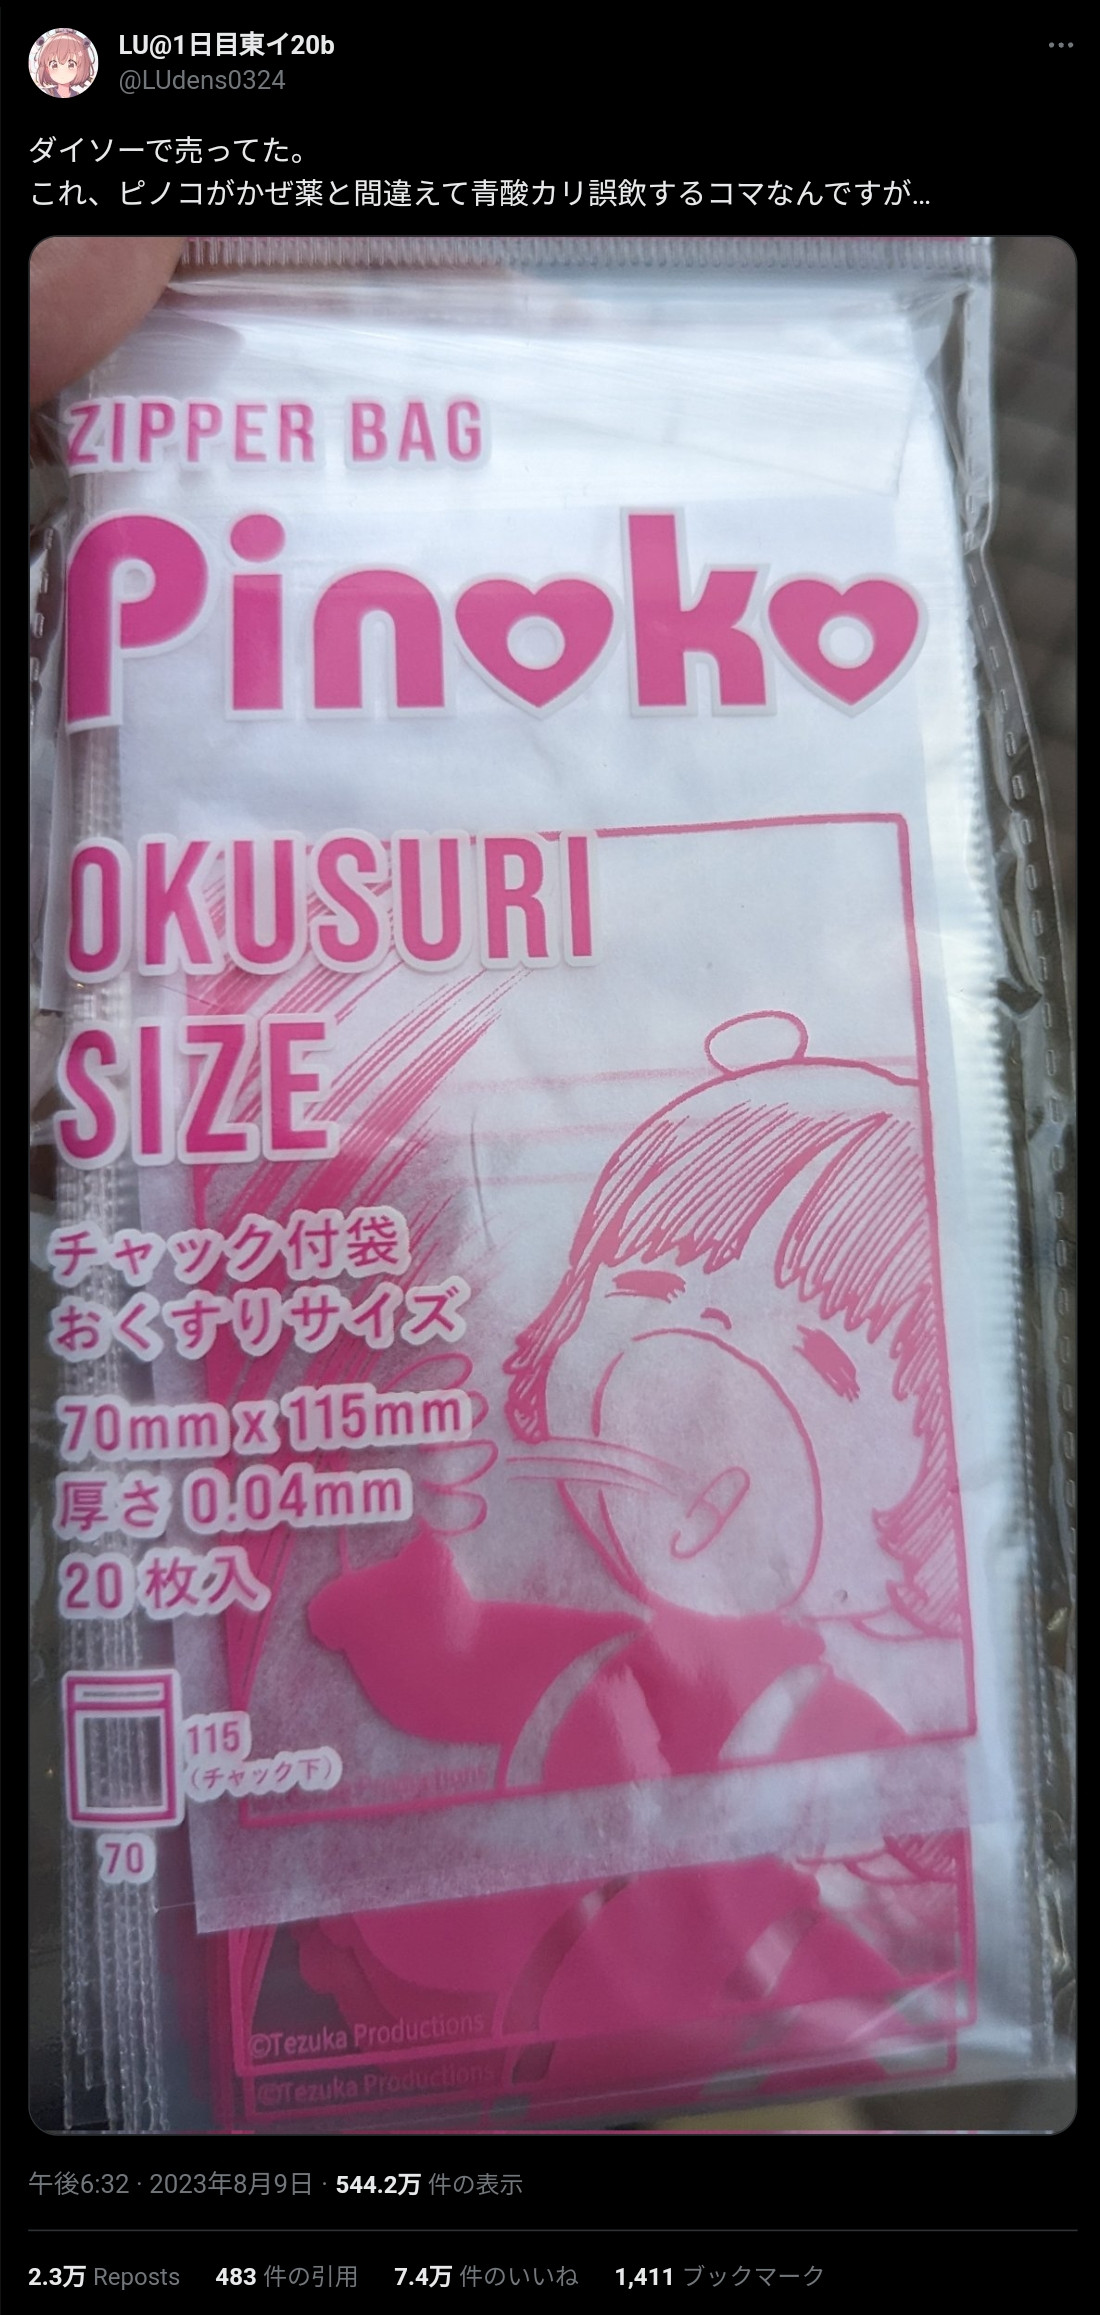 LU@1日目東イ20b
@LUdens0324
ダイソーで売ってた。
これ、ピノコがかぜ薬と間違えて青酸カリ誤飲するコマなんですが…
ZIPPER BAG
Pinoko
OKUSURI
SIZE
チャック付袋
おくすりサイズ
70mm x 115mm
厚さ 0.04mm
20 枚入
115
(チャック下)
70
©Tezuka Productions
©Tezuka Productions
午後6:32 · 2023年8月9日 · 544.2万 件の表示
2.3万 Reposts 483 件の引用 7.4万 件のいいね 1,411 ブックマーク